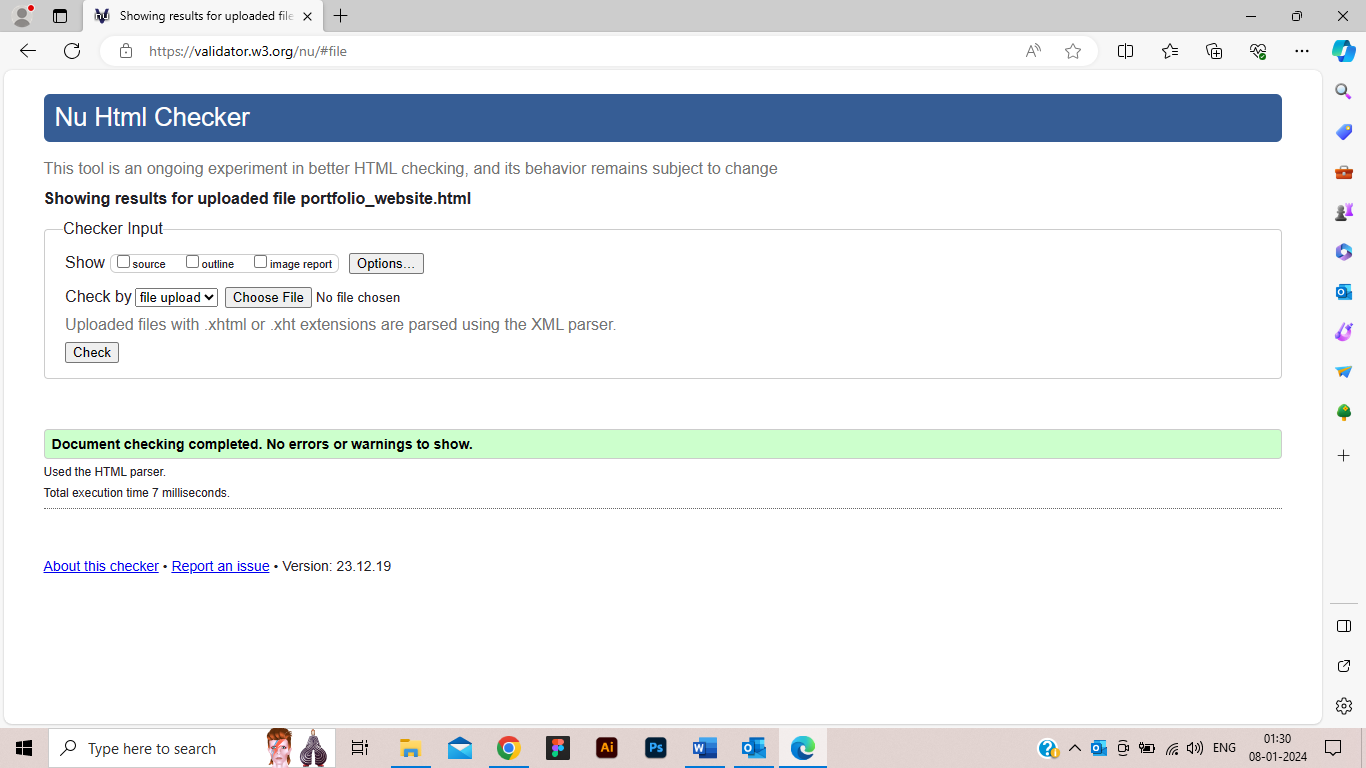 Showing results for uploaded file
https://validator.w3.org/nu/#file
Nu Html Checker
This tool is an ongoing experiment in better HTML checking, and its behavior remains subject to change
Showing results for uploaded file portfolio_website.html
Checker Input
Show source outline image report Options...
Check by file upload Choose File No file chosen
Uploaded files with .xhtml or .xht extensions are parsed using the XML parser.
Check
Document checking completed. No errors or warnings to show.
Used the HTML parser.
Total execution time 7 milliseconds.
About this checker • Report an issue • Version: 23.12.19
Type here to search
ENG
01:30
08-01-2024